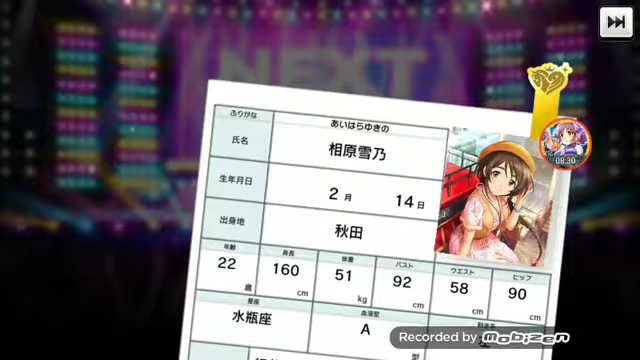 NEXT
ふりがな
あいはらゆきの
氏名
相原雪乃
生年月日
2 月 14 日
出身地
秋田
年齢 身長 体重 バスト ウエスト ヒップ
22 160 51 92 58 90
歳 cm kg cm cm cm
星座 血液型
水瓶座 A
型
08:30
Recorded by Mobizen